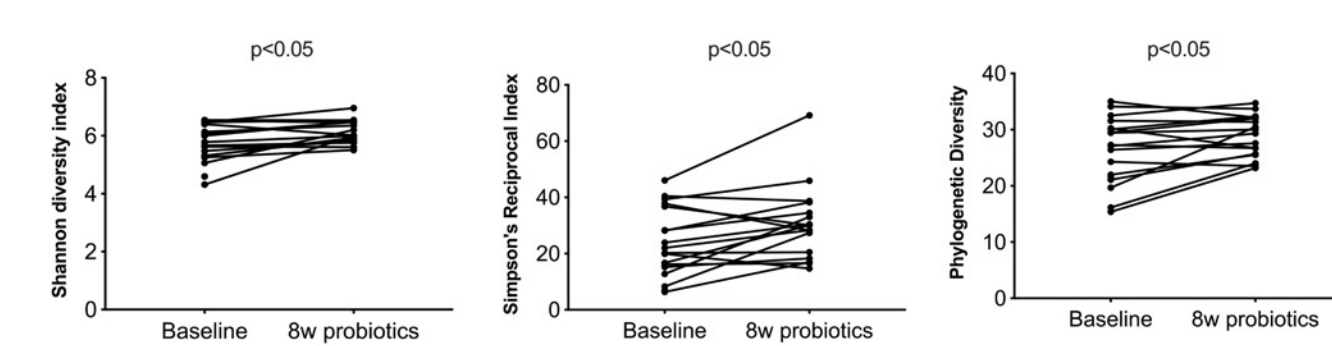 p<0.05
Shannon diversity index
8
6
4
2
0
Baseline 8w probiotics
p<0.05
Simpson's Reciprocal Index
80
60
40
20
0
Baseline 8w probiotics
p<0.05
Phylogenetic Diversity
40
30
20
10
0
Baseline 8w probiotics